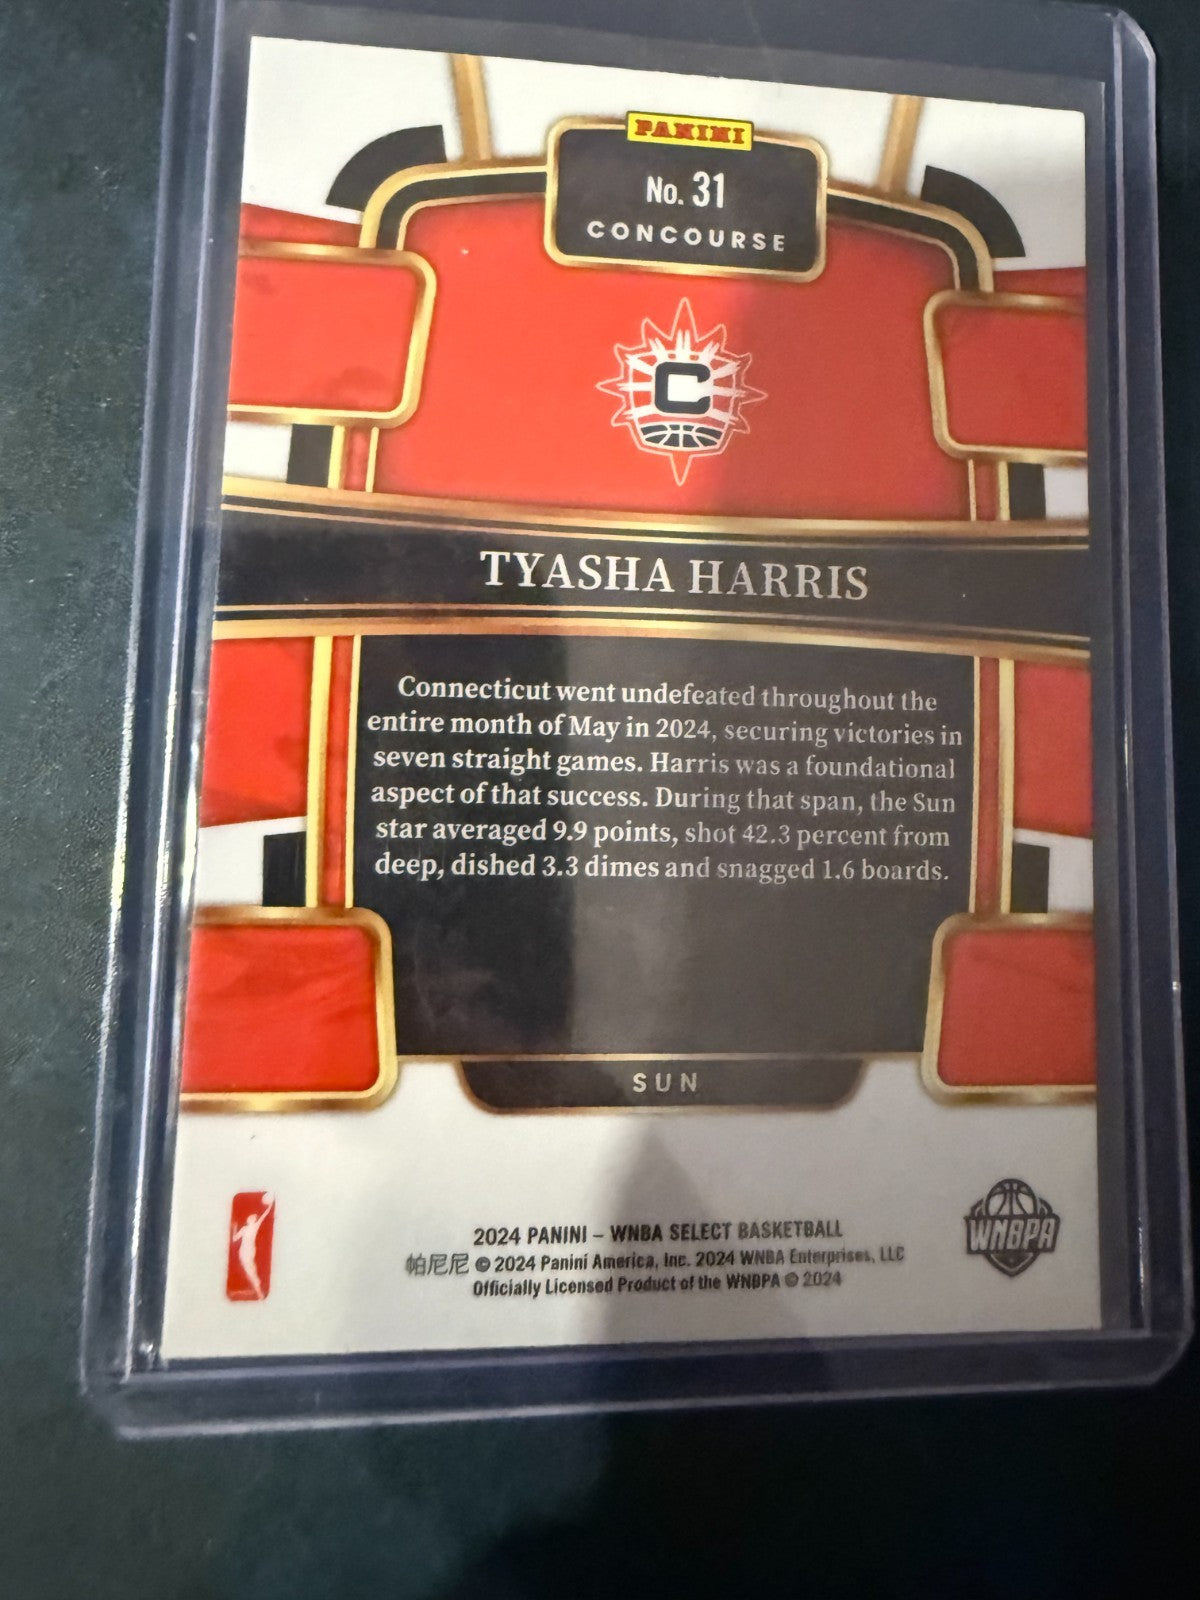 PANINI
No. 31
CONCOURSE
C
TYASHA HARRIS
Connecticut went undefeated throughout the
entire month of May in 2024, securing victories in
seven straight games. Harris was a foundational
aspect of that success. During that span, the Sun
star averaged 9.9 points, shot 42.3 percent from
deep, dished 3.3 dimes and snagged 1.6 boards.
SUN
2024 PANINI – WNBA SELECT BASKETBALL
帕尼尼 © 2024 Panini America, Inc. 2024 WNBA Enterprises, LLC
Officially Licensed Product of the WNBPA © 2024
WNBPA